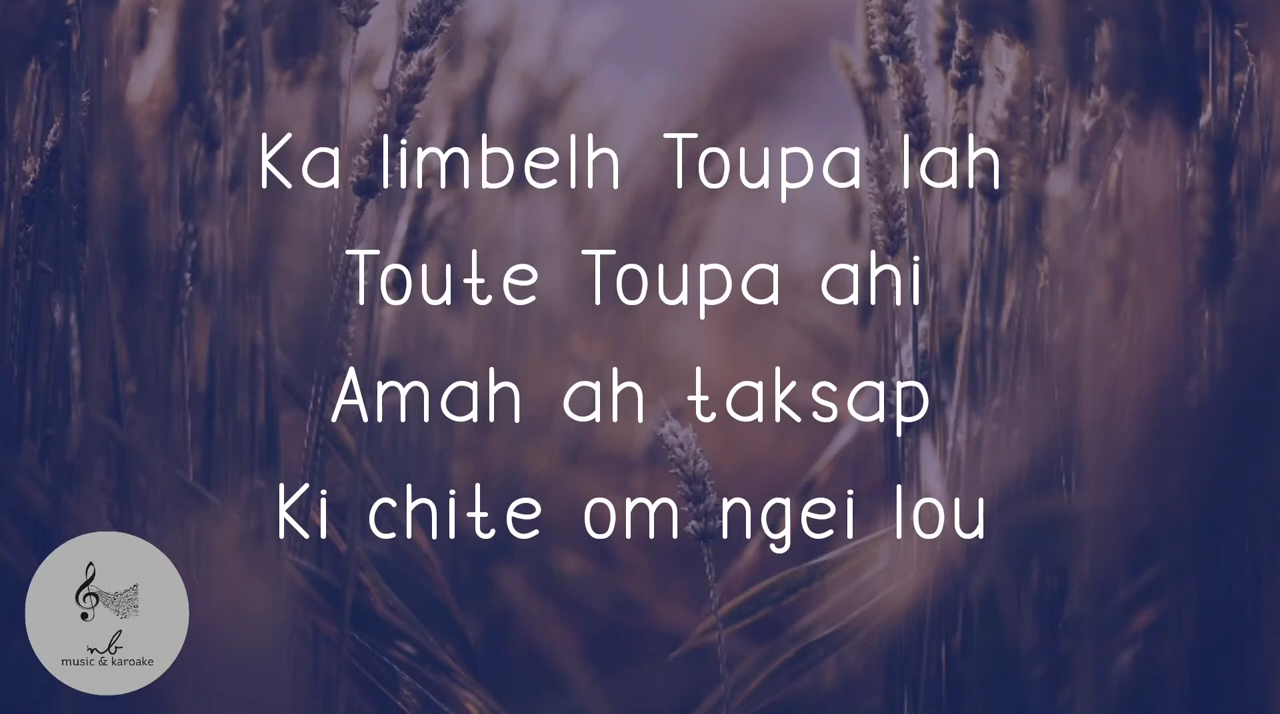 Ka limbelh Toupa lah
Toute Toupa ahi
Amah ah taksap
Ki chite om ngei lou
nb
music & karoake